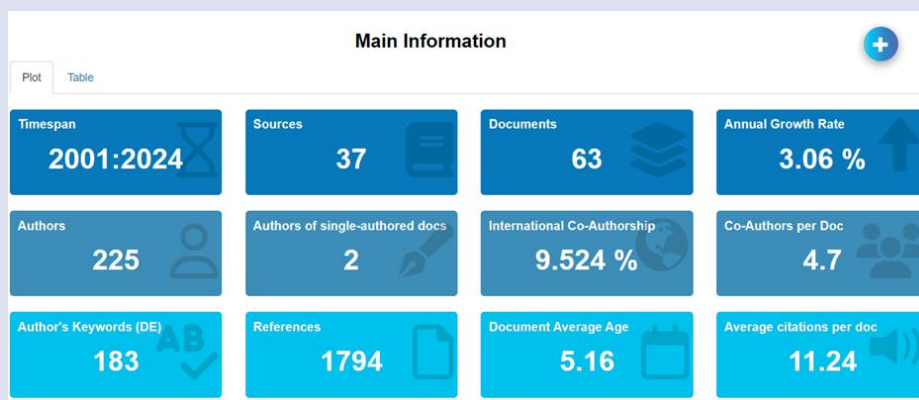 Main Information
Plot Table
Timespan
2001:2024
Sources
37
Documents
63
Annual Growth Rate
3.06 %
Authors
225
Authors of single-authored docs
2
International Co-Authorship
9.524 %
Co-Authors per Doc
4.7
Author's Keywords (DE)
183
References
1794
Document Average Age
5.16
Average citations per doc
11.24